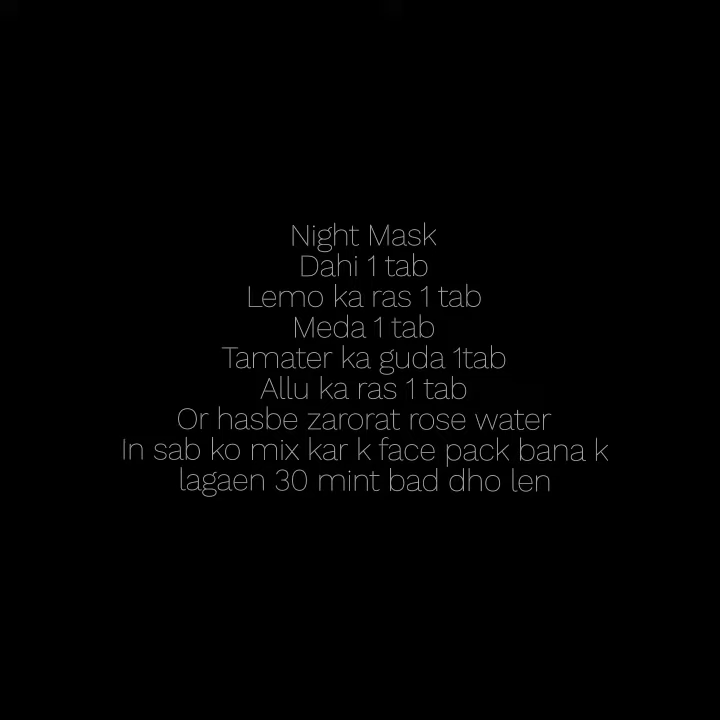 Night Mask
Dahi 1 tab
Lemo ka ras 1 tab
Meda 1 tab
Tamater ka guda 1tab
Allu ka ras 1 tab
Or hasbe zarorat rose water
In sab ko mix kar k face pack bana k
lagaen 30 mint bad dho len